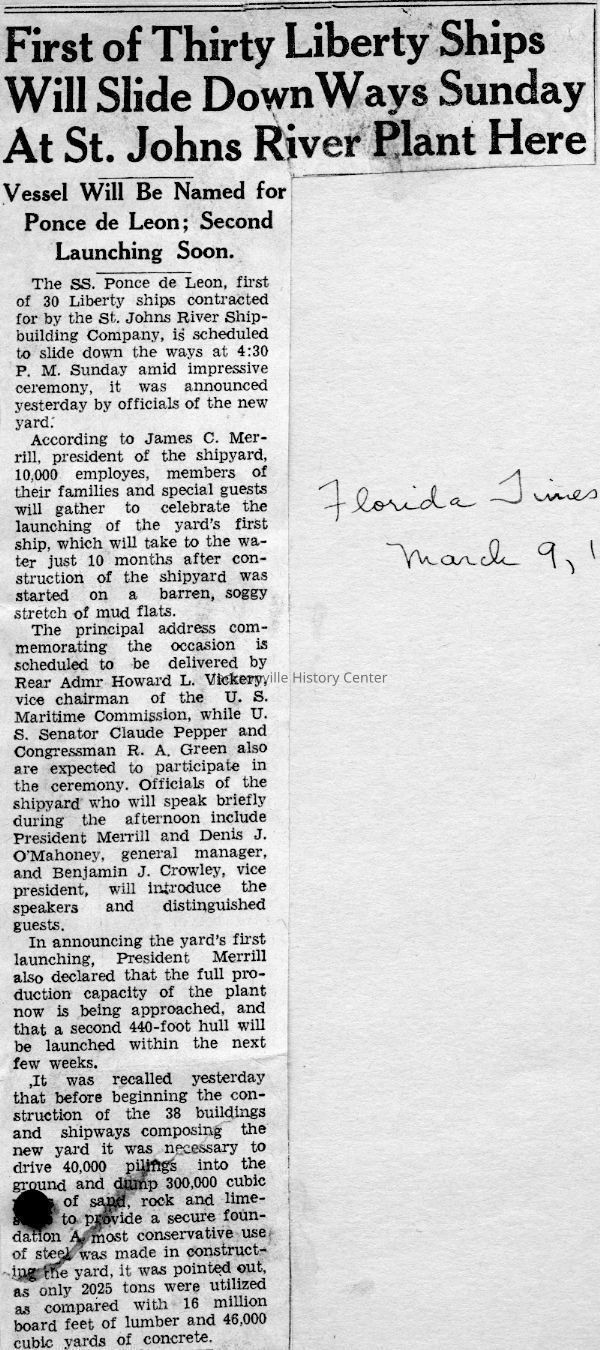 First of Thirty Liberty Ships
Will Slide Down Ways Sunday
At St. Johns River Plant Here
Vessel Will Be Named for
Ponce de Leon; Second
Launching Soon.
The SS. Ponce de Leon, first
of 30 Liberty ships contracted
for by the St. Johns River Ship-
building Company, is scheduled
to slide down the ways at 4:30
P. M. Sunday amid impressive
ceremony, it was announced
yesterday by officials of the new
yard.
According to James C. Mer-
rill, president of the shipyard,
10,000 employes, members of
their families and special guests
will gather to celebrate the
launching of the yard's first
ship, which will take to the wa-
ter just 10 months after con-
struction of the shipyard was
started on a barren, soggy
stretch of mud flats.
The principal address com-
memorating the occasion is
scheduled to be delivered by
Rear Admr Howard L. Vickery,
vice chairman of the U. S.
Maritime Commission, while U.
S. Senator Claude Pepper and
Congressman R. A. Green also
are expected to participate in
the ceremony. Officials of the
shipyard who will speak briefly
during the afternoon include
President Merrill and Denis J.
O'Mahoney, general manager,
and Benjamin J. Crowley, vice
president, will introduce the
speakers and distinguished
guests.
In announcing the yard's first
launching, President Merrill
also declared that the full pro-
duction capacity of the plant
now is being approached, and
that a second 440-foot hull will
be launched within the next
few weeks.
It was recalled yesterday
that before beginning the con-
struction of the 38 buildings
and shipways composing the
new yard it was necessary to
drive 40,000 pilings into the
ground and dump 300,000 cubic
of sand, rock and lime-
to provide a secure foun-
dation A most conservative use
of steel was made in construct-
ing the yard, it was pointed out,
as only 2025 tons were utilized
as compared with 16 million
board feet of lumber and 46,000
cubic yards of concrete.
Florida Times
March 9, 1
ville History Center